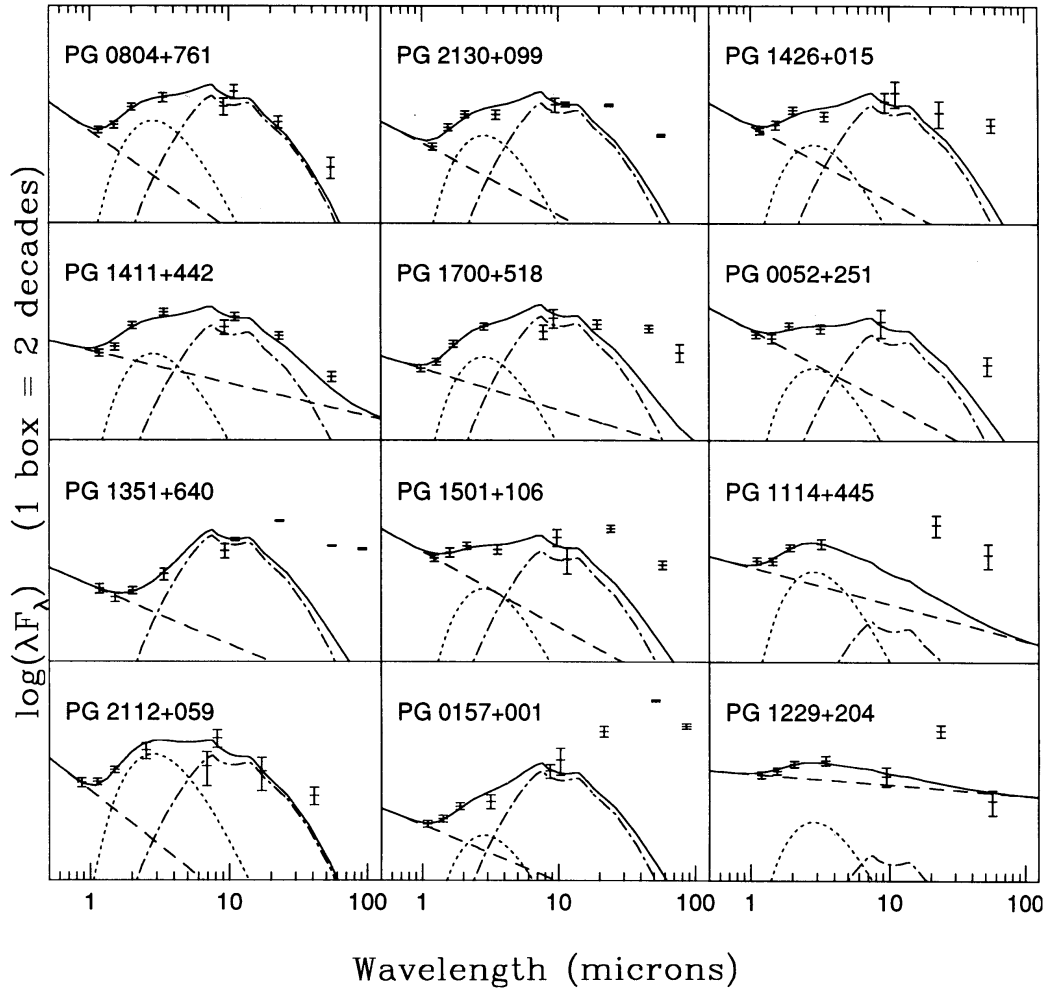 PG 0804+761
PG 2130+099
PG 1426+015
PG 1411+442
PG 1700+518
PG 0052+251
PG 1351+640
PG 1501+106
PG 1114+445
PG 2112+059
PG 0157+001
PG 1229+204
log(λFλ) (1 box = 2 decades)
1 10 100 1 10 100 1 10 100
Wavelength (microns)